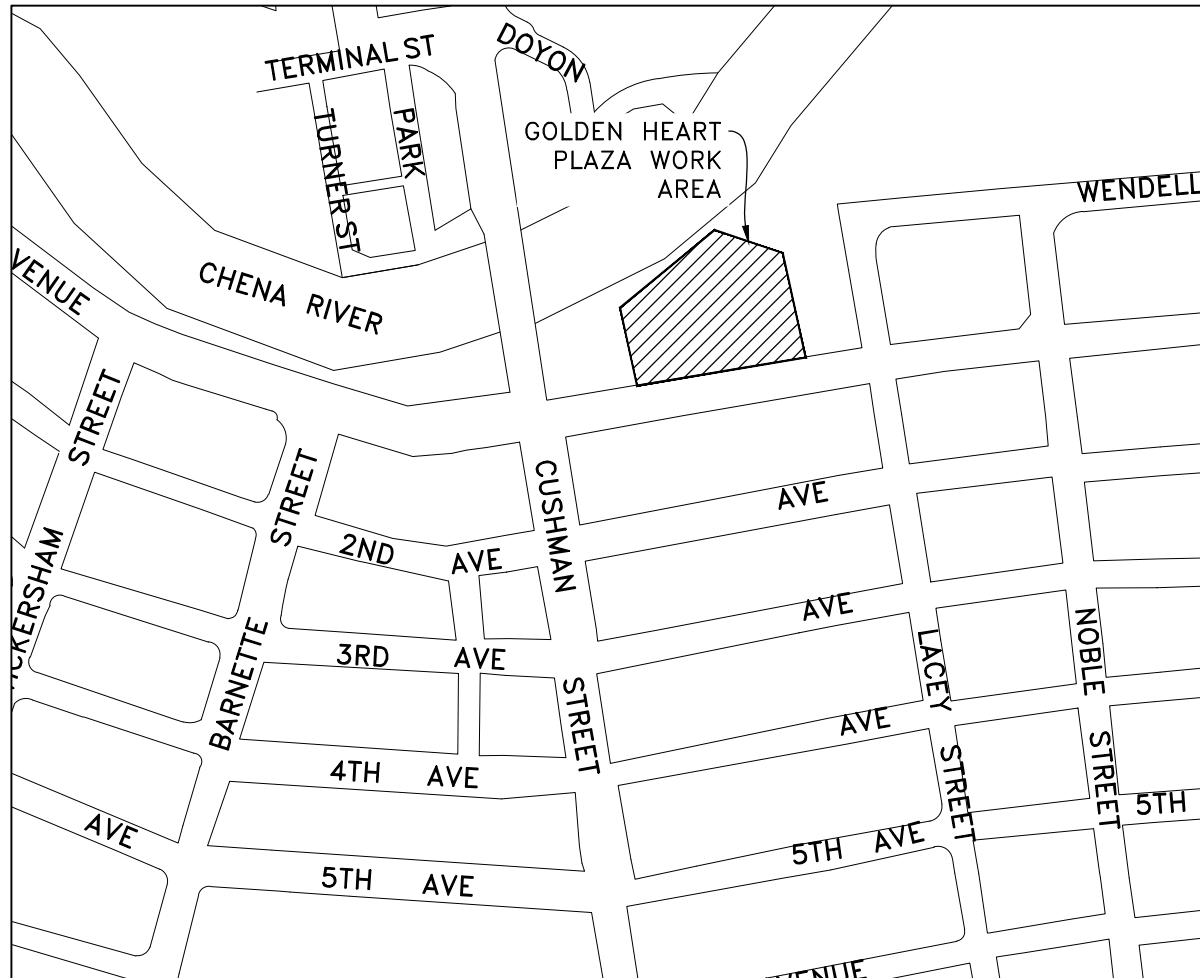 DOYON
TERMINAL ST
TURNER ST
PARK
GOLDEN HEART
PLAZA WORK
AREA
WENDELL
VENUE
CHENA RIVER
STREET
STREET
CUSHMAN
AVE
2ND AVE
ICKERSHAM
AVE
NOBLE
BARNETTE
3RD AVE
LACEY
STREET
AVE
4TH AVE
STREET
STREET
5TH
AVE
5TH AVE
5TH AVE
VENUE